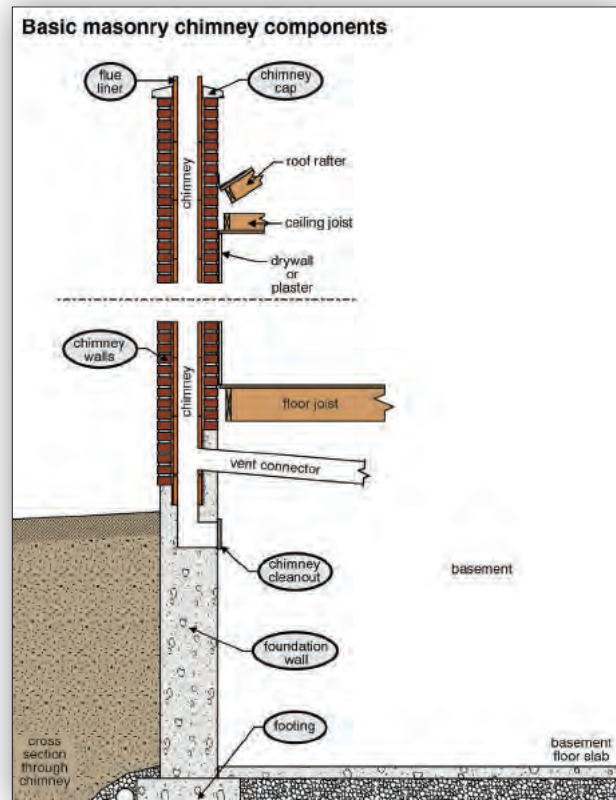 Basic masonry chimney components
flue
liner
chimney
cap
chimney
roof rafter
ceiling joist
drywall
or
plaster
chimney
walls
chimney
floor joist
vent connector
chimney
cleanout
basement
foundation
wall
footing
cross
section
through
chimney
basement
floor slab